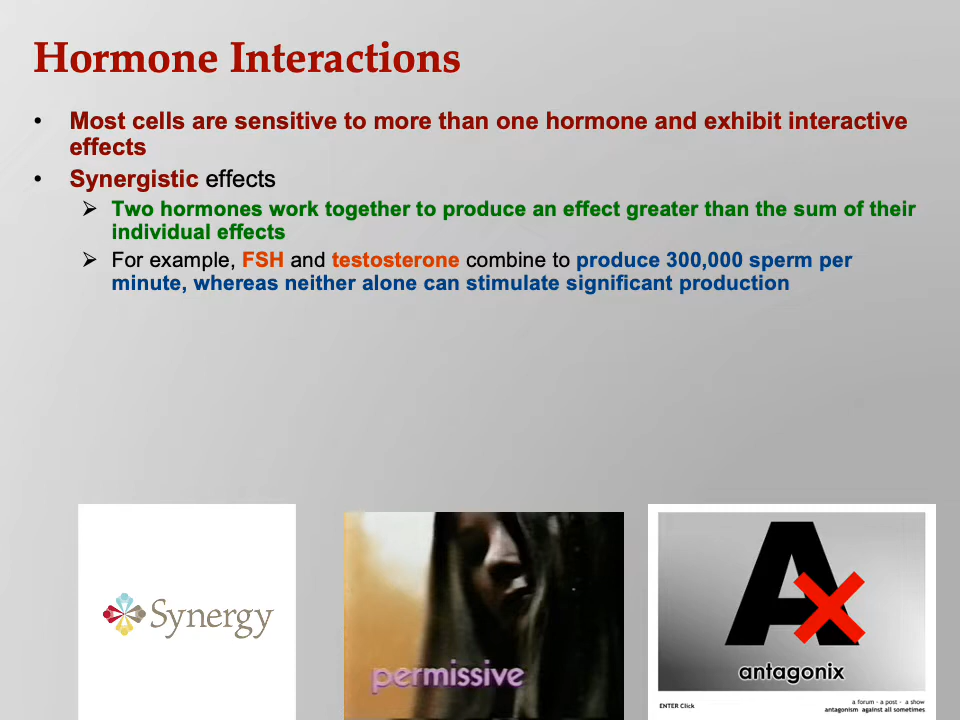 Hormone Interactions
• Most cells are sensitive to more than one hormone and exhibit interactive
effects
• Synergistic effects
➢ Two hormones work together to produce an effect greater than the sum of their
individual effects
➢ For example, FSH and testosterone combine to produce 300,000 sperm per
minute, whereas neither alone can stimulate significant production
Synergy
permissive
A
antagonix
ENTER Click
a forum - a post - a show
antagonism against all sometimes